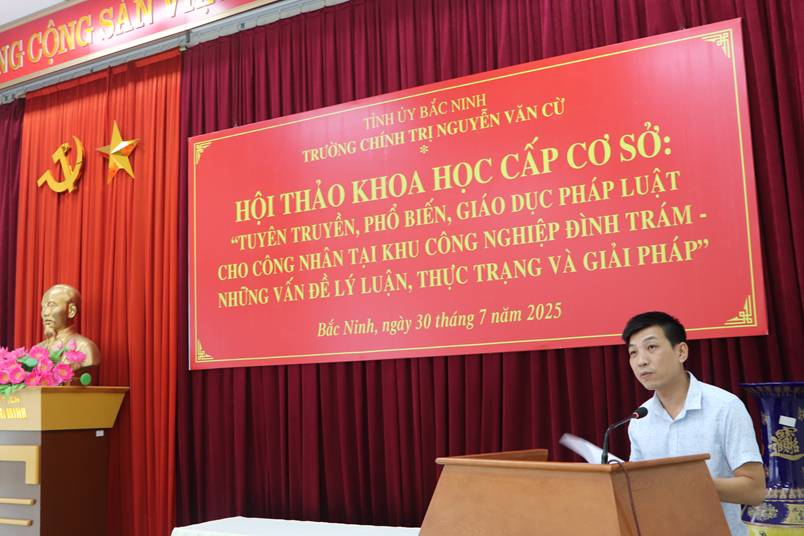 NG CỘNG SẢN VI
TỈNH ỦY BẮC NINH
TRƯỜNG CHÍNH TRỊ NGUYỄN VĂN CỪ
*
HỘI THẢO KHOA HỌC CẤP CƠ SỞ:
“TUYÊN TRUYỀN, PHỔ BIẾN, GIÁO DỤC PHÁP LUẬT
CHO CÔNG NHÂN TẠI KHU CÔNG NGHIỆP ĐÌNH TRÁM -
NHỮNG VẤN ĐỀ LÝ LUẬN, THỰC TRẠNG VÀ GIẢI PHÁP”
Bắc Ninh, ngày 30 tháng 7 năm 2025